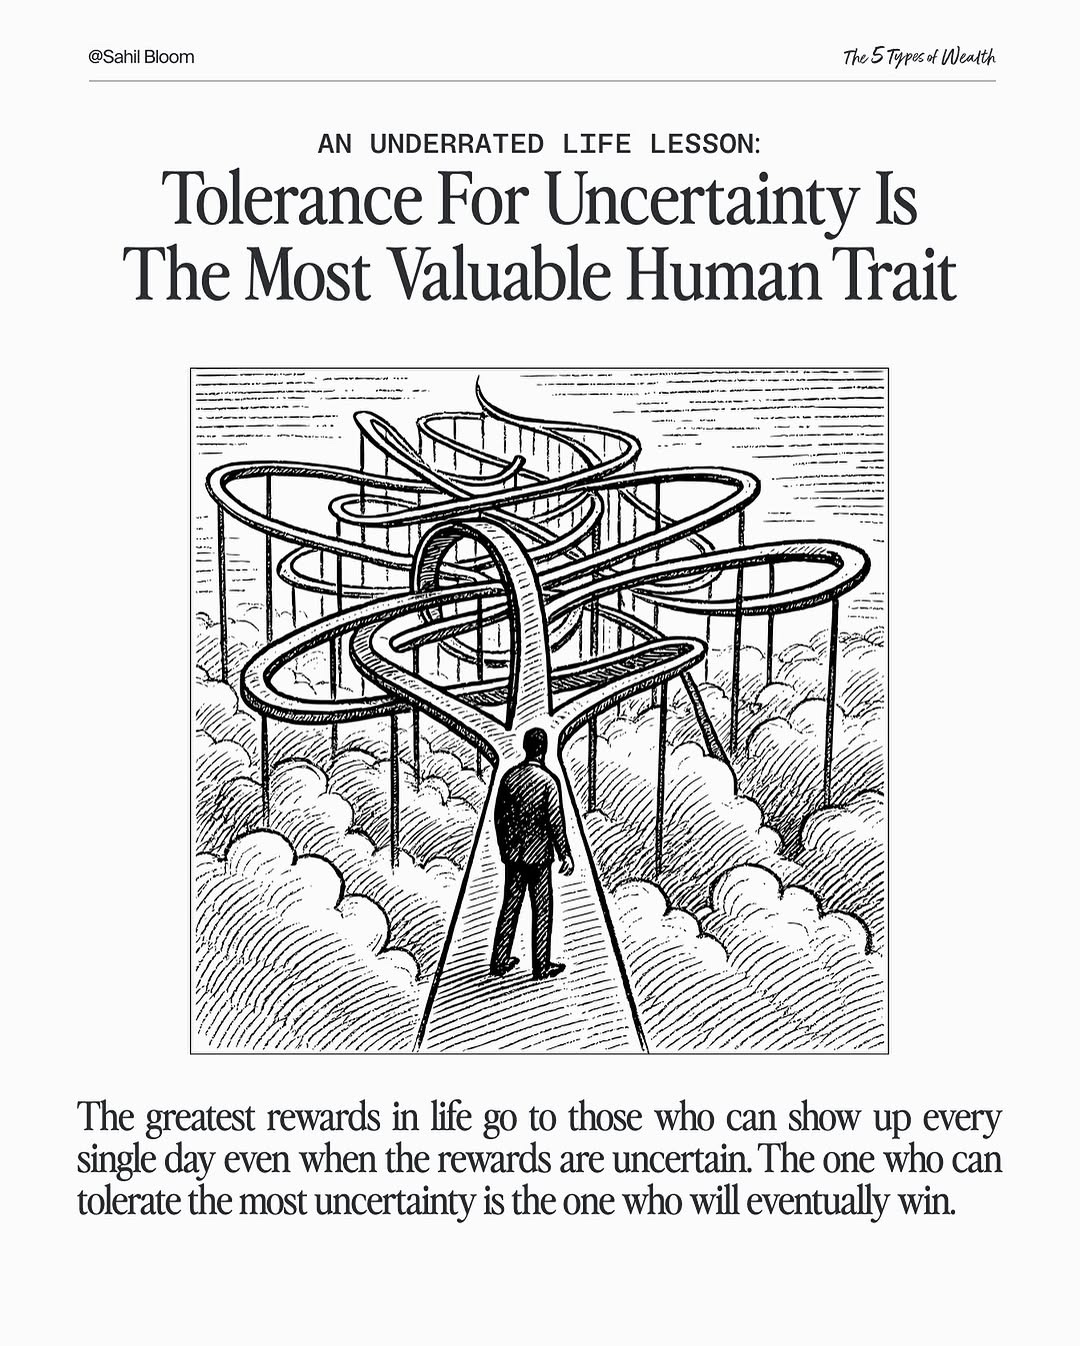 @Sahil Bloom
The 5 Types of Wealth
AN UNDERRATED LIFE LESSON:
Tolerance For Uncertainty Is
The Most Valuable Human Trait
The greatest rewards in life go to those who can show up every
single day even when the rewards are uncertain. The one who can
tolerate the most uncertainty is the one who will eventually win.